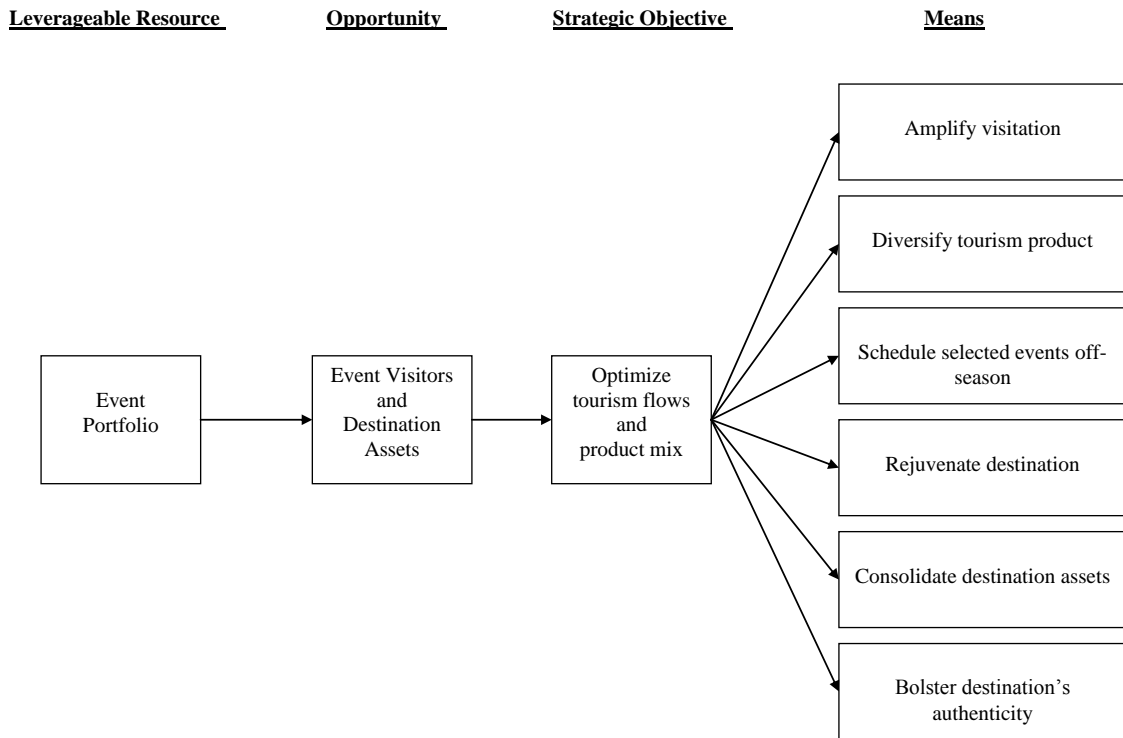 Leverageable Resource
Opportunity
Strategic Objective
Means
Event
Portfolio
Event Visitors
and
Destination
Assets
Optimize
tourism flows
and
product mix
Amplify visitation
Diversify tourism product
Schedule selected events off-
season
Rejuvenate destination
Consolidate destination assets
Bolster destination’s
authenticity